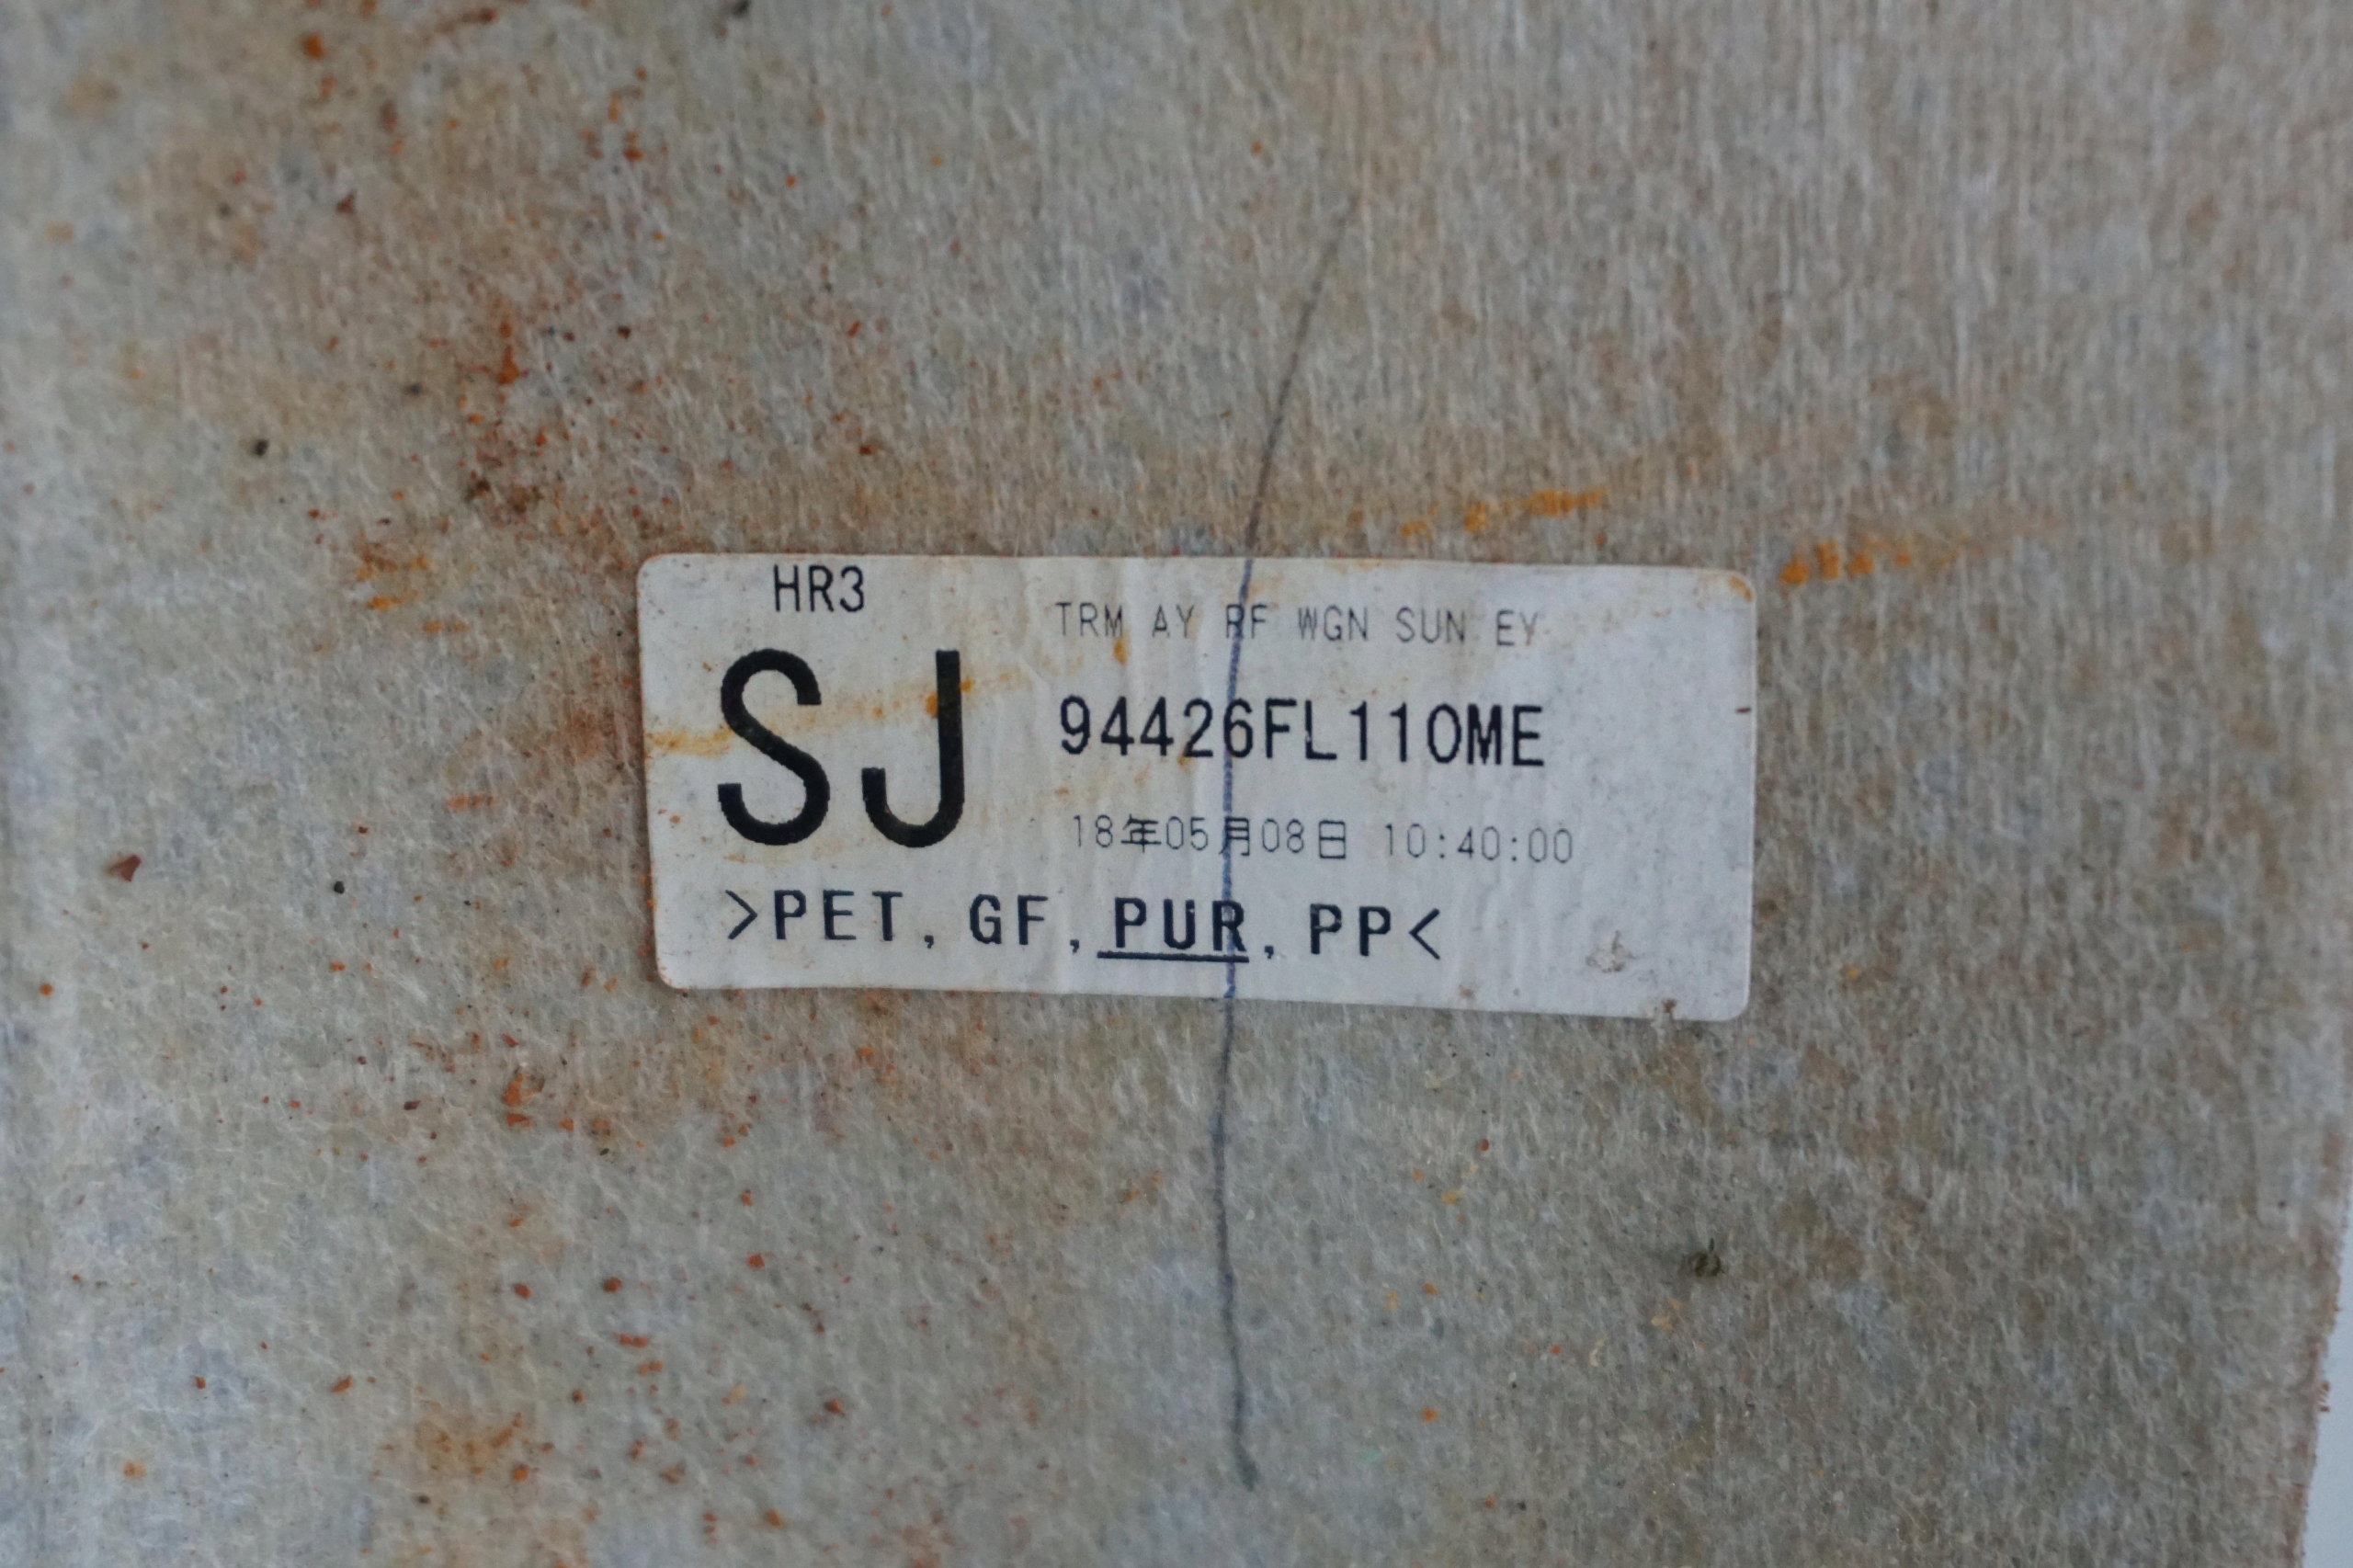 HR3
TRM AY RF WGN SUN EY
SJ
94426FL110ME
18年05月08日 10:40:00
>PET, GF, PUR, PP<